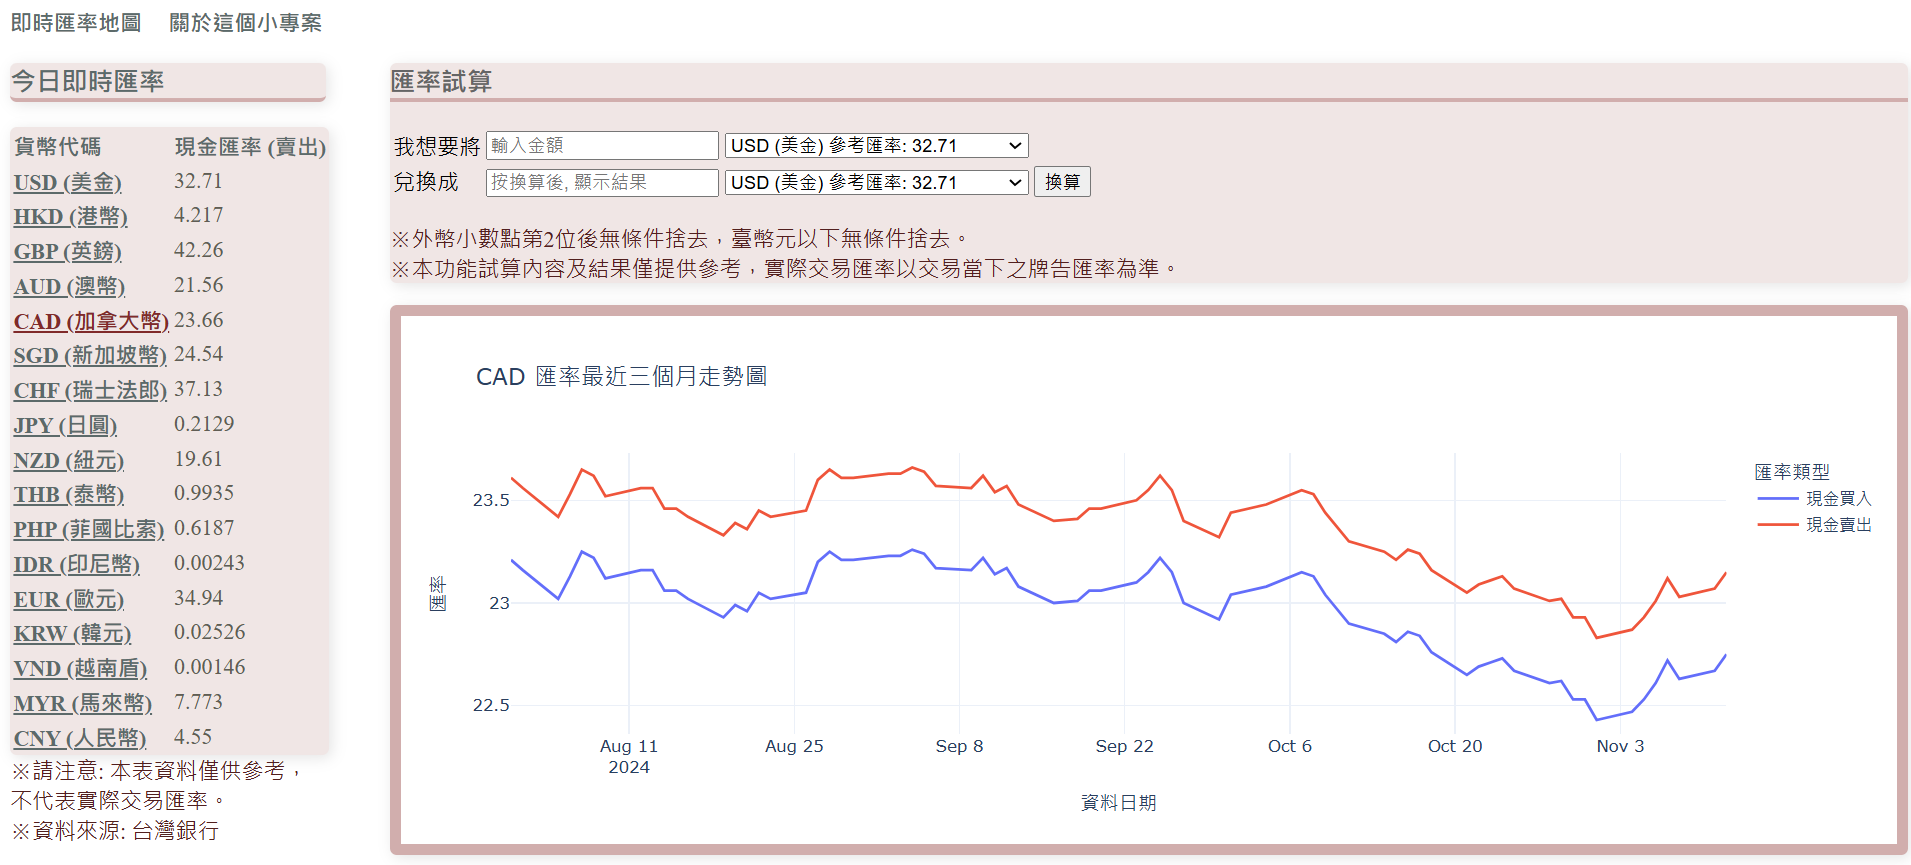 即時匯率地圖 關於這個小專案
今日即時匯率
貨幣代碼 現金匯率 (賣出)
USD (美金) 32.71
HKD (港幣) 4.217
GBP (英鎊) 42.26
AUD (澳幣) 21.56
CAD (加拿大幣) 23.66
SGD (新加坡幣) 24.54
CHF (瑞士法郎) 37.13
JPY (日圓) 0.2129
NZD (紐元) 19.61
THB (泰幣) 0.9935
PHP (菲國比索) 0.6187
IDR (印尼幣) 0.00243
EUR (歐元) 34.94
KRW (韓元) 0.02526
VND (越南盾) 0.00146
MYR (馬來幣) 7.773
CNY (人民幣) 4.55
※請注意: 本表資料僅供參考，
不代表實際交易匯率。
※資料來源: 台灣銀行
匯率試算
我想要將 輸入金額 USD (美金) 參考匯率: 32.71
兌換成 按換算後, 顯示結果 USD (美金) 參考匯率: 32.71 換算
※外幣小數點第2位後無條件捨去，臺幣元以下無條件捨去。
※本功能試算內容及結果僅提供參考，實際交易匯率以交易當下之牌告匯率為準。
CAD 匯率最近三個月走勢圖
匯率類型
現金買入
現金賣出
23.5
23
22.5
匯率
Aug 11 Aug 25 Sep 8 Sep 22 Oct 6 Oct 20 Nov 3
2024
資料日期